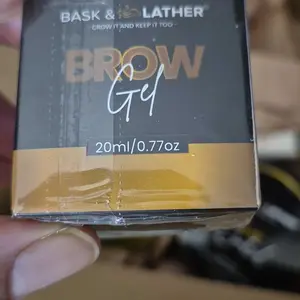 BASK & LATHER®
- GROW IT AND KEEP IT TOO -
BROW
Gel
20ml/0.77oz